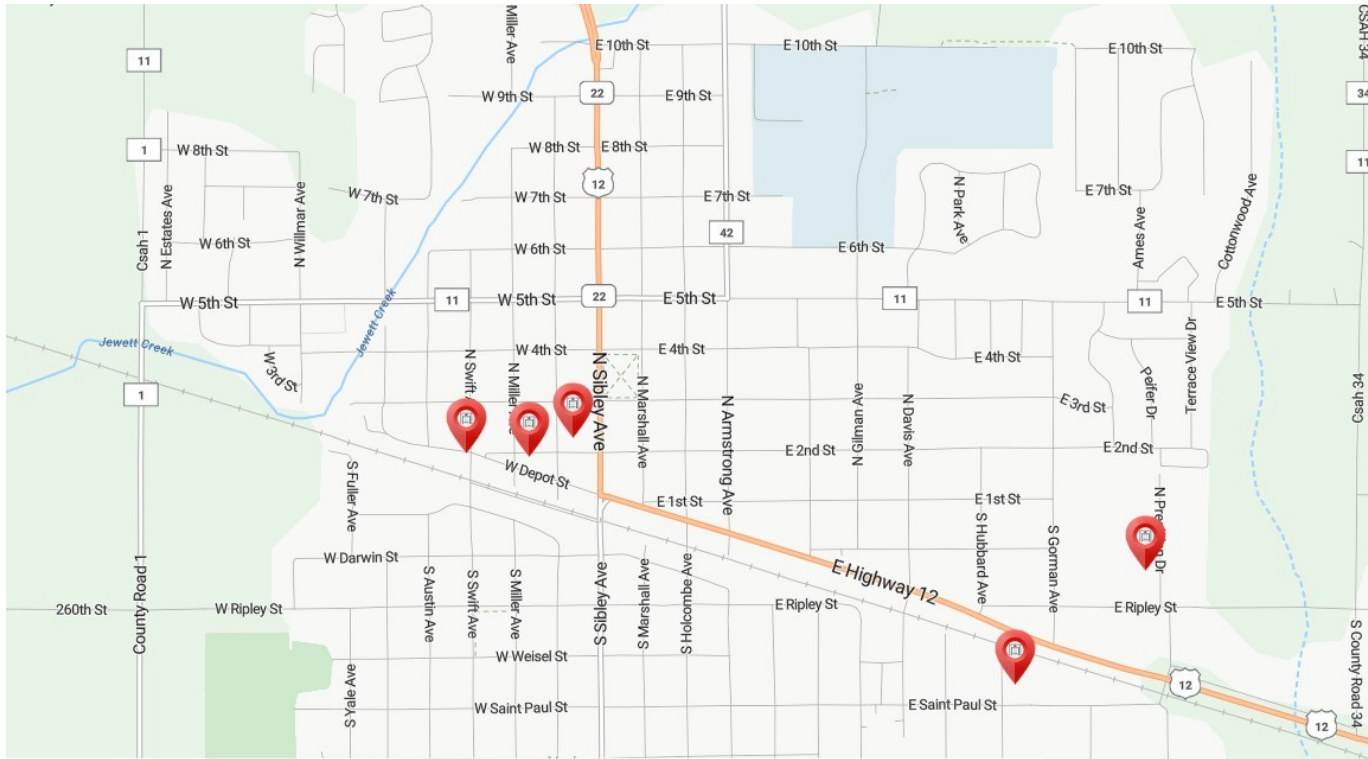 Miller Ave
E 10th St
E 10th St
E 10th St
CSAH 34
11
W 9th St
22
E 9th St
34
1
W 8th St
W 8th St
E 8th St
11
W 7th St
W 7th St
12
E 7th St
N Park Ave
E 7th St
Cottonwood Ave
Csah 1
N Estates Ave
N Willmar Ave
W 6th St
W 6th St
42
E 6th St
Ames Ave
W 5th St
11
W 5th St
22
E 5th St
11
11
E 5th St
Jewett Creek
Jewett Creek
W 3rd St
W 4th St
E 4th St
E 4th St
Terrace View Dr
1
N Swift
N Miller
N Sibley Ave
N Marshall Ave
N Armstrong Ave
N Gilman Ave
N Davis Ave
E 3rd St
Csah 34
W Depot St
E 2nd St
E 2nd St
S Fuller Ave
E 1st St
E 1st St
S Hubbard Ave
S Gorman Ave
W Darwin St
E Highway 12
260th St
County Road 1
W Ripley St
S Austin Ave
S Swift Ave
S Miller Ave
S Sibley Ave
S Marshall Ave
S Holcombe Ave
E Ripley St
E Ripley St
W Weisel St
S Yale Ave
W Saint Paul St
E Saint Paul St
12
12
S County Road 34